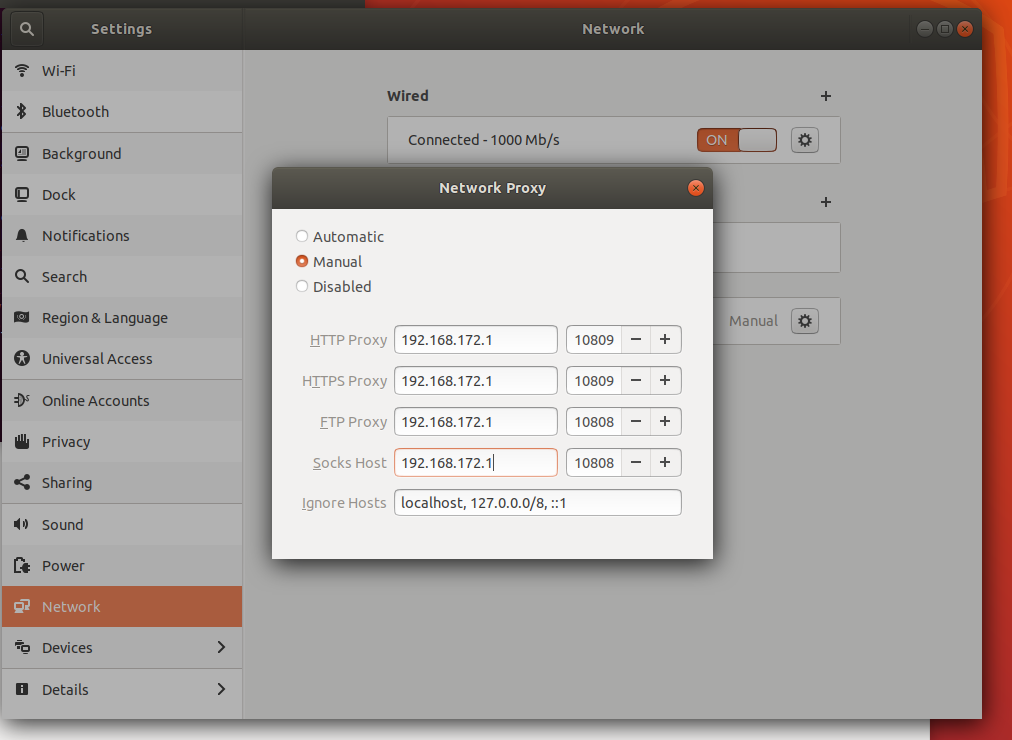 Settings
Network
Wi-Fi
Bluetooth
Background
Dock
Notifications
Search
Region & Language
Universal Access
Online Accounts
Privacy
Sharing
Sound
Power
Network
Devices
Details
Wired
Connected - 1000 Mb/s
ON
Manual
Network Proxy
Automatic
Manual
Disabled
HTTP Proxy 192.168.172.1 10809 − +
HTTPS Proxy 192.168.172.1 10809 − +
FTP Proxy 192.168.172.1 10808 − +
Socks Host 192.168.172.1 10808 − +
Ignore Hosts localhost, 127.0.0.0/8, ::1